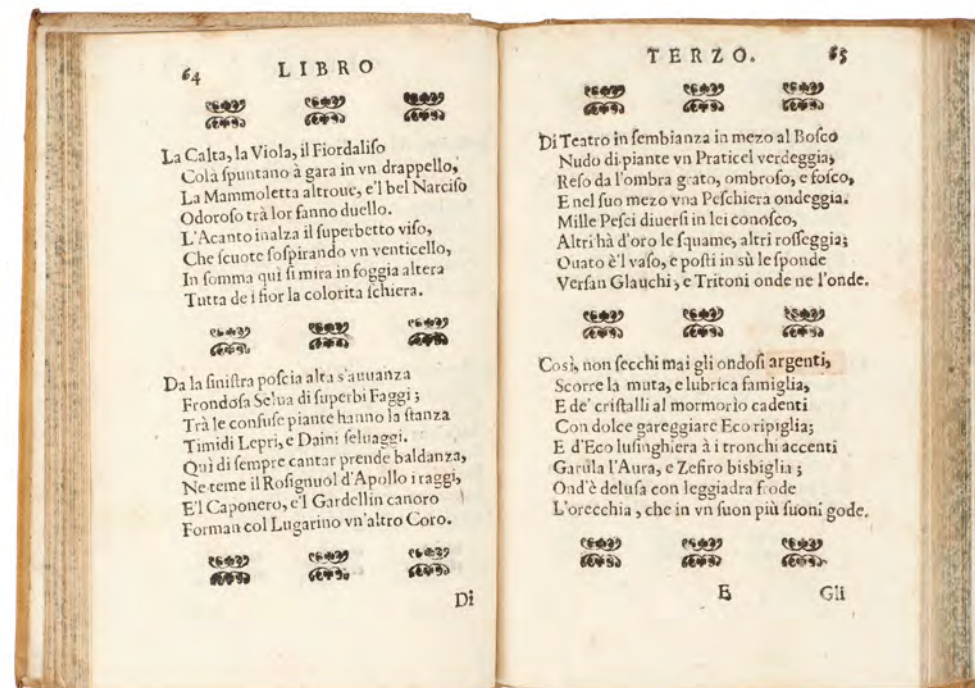 64 LIBRO
La Calta, la Viola, il Fiordaliſo
Colà ſpuntano à gara in vn drappello,
La Mammoletta altroue, e'l bel Narciſo
Odoroſo trà lor fanno duello.
L'Acanto inalza il ſuperbetto viſo,
Che ſcuote ſoſpirando vn venticello,
In ſomma quì ſi mira in foggia altera
Tutta de i fior la colorita ſchiera.
Da la ſiniſtra poſcia alta s'auuanza
Frondoſa Selua di ſuperbi Faggi;
Trà le confuſe piante hanno la ſtanza
Timidi Lepri, e Daini ſeluaggi.
Quì di ſempre cantar prende baldanza,
Ne teme il Roſignuol d'Apollo i raggi,
E'l Caponero, e'l Gardellin canoro
Forman col Lugarino vn'altro Coro.
Di
TERZO. 65
Di Teatro in ſembianza in mezo al Boſco
Nudo di piante vn Praticel verdeggia,
Reſo da l'ombra grato, ombroſo, e foſco,
E nel ſuo mezo vna Peſchiera ondeggia.
Mille Peſci diuerſi in lei conoſco,
Altri hà d'oro le ſquame, altri roſſeggia;
Ouato è'l vaſo, e poſti in sù le ſponde
Verſan Glauchi, e Tritoni onde ne l'onde.
Così, non ſecchi mai gli ondoſi argenti,
Scorre la muta, e lubrica famiglia,
E de' criſtalli al mormorìo cadenti
Con dolce gareggiare Eco ripiglia;
E d'Eco luſinghiera à i tronchi accenti
Garula l'Aura, e Zefiro bisbiglia;
Ond'è deluſa con leggiadra frode
L'orecchia, che in vn ſuon più ſuoni gode.
E Gli